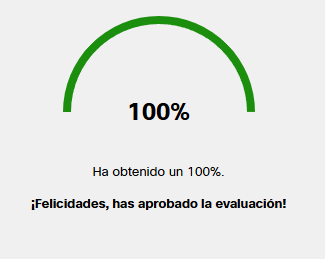 100%
Ha obtenido un 100%.
¡Felicidades, has aprobado la evaluación!